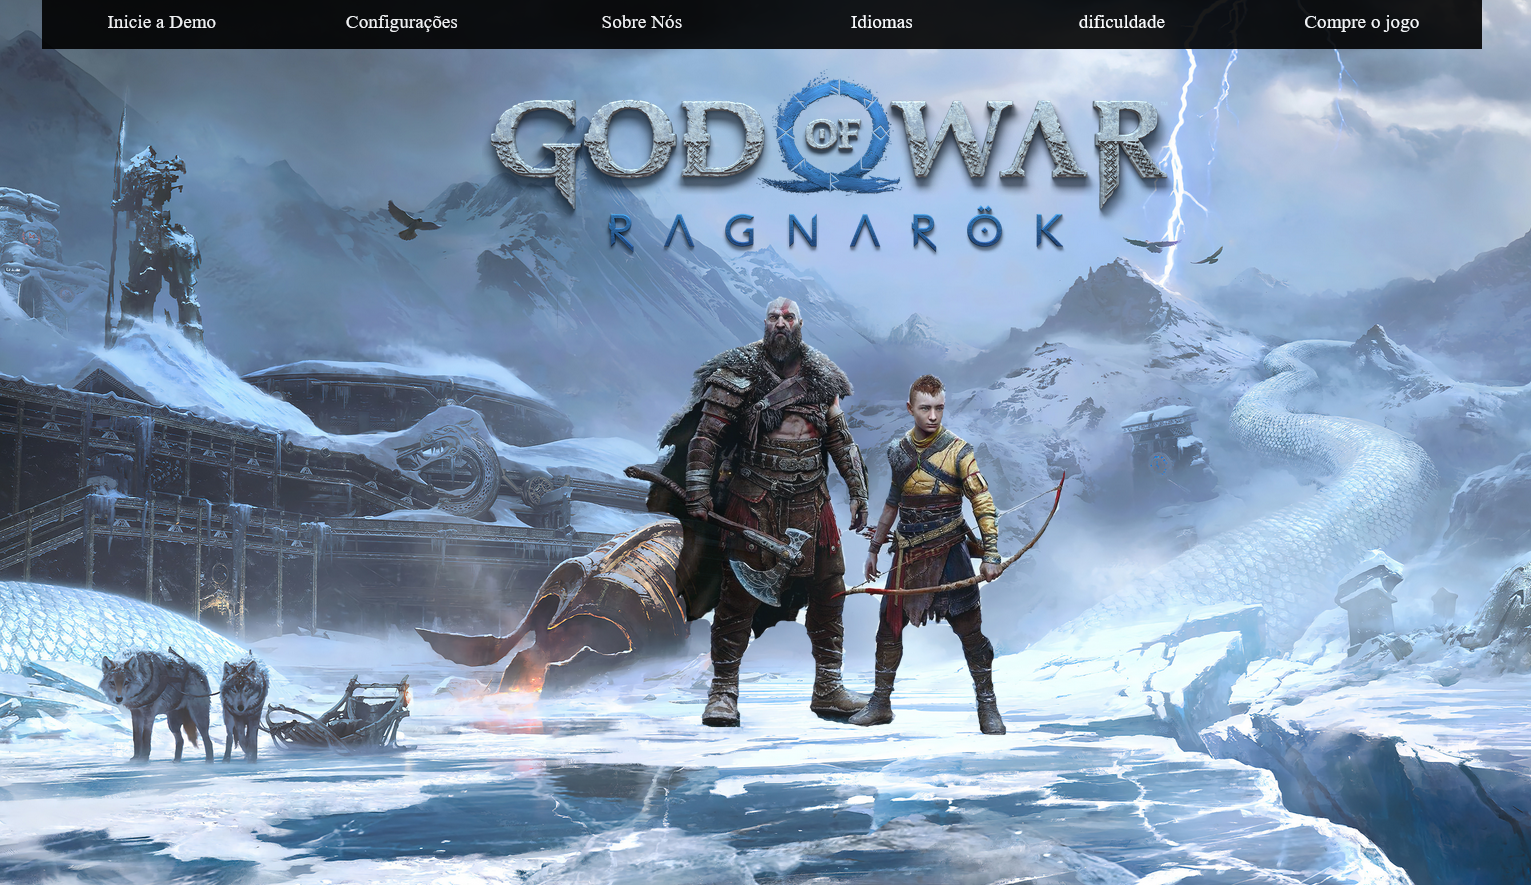 Inicie a Demo Configurações Sobre Nós Idiomas dificuldade Compre o jogo
GOD OF WAR
RAGNARÖK